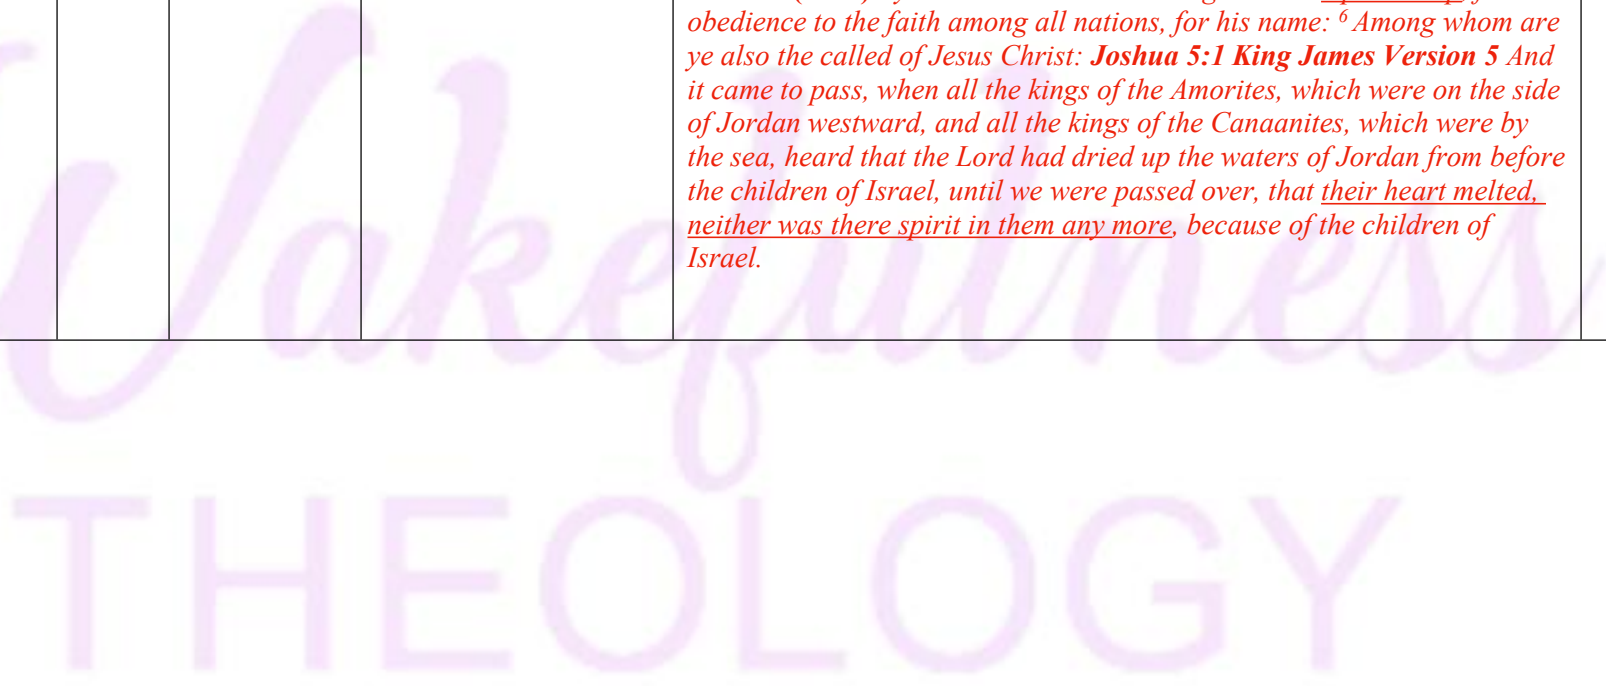 obedience to the faith among all nations, for his name: 6 Among whom are
ye also the called of Jesus Christ: Joshua 5:1 King James Version 5 And
it came to pass, when all the kings of the Amorites, which were on the side
of Jordan westward, and all the kings of the Canaanites, which were by
the sea, heard that the Lord had dried up the waters of Jordan from before
the children of Israel, until we were passed over, that their heart melted,
neither was there spirit in them any more, because of the children of
Israel.
Wakefulness
THEOLOGY